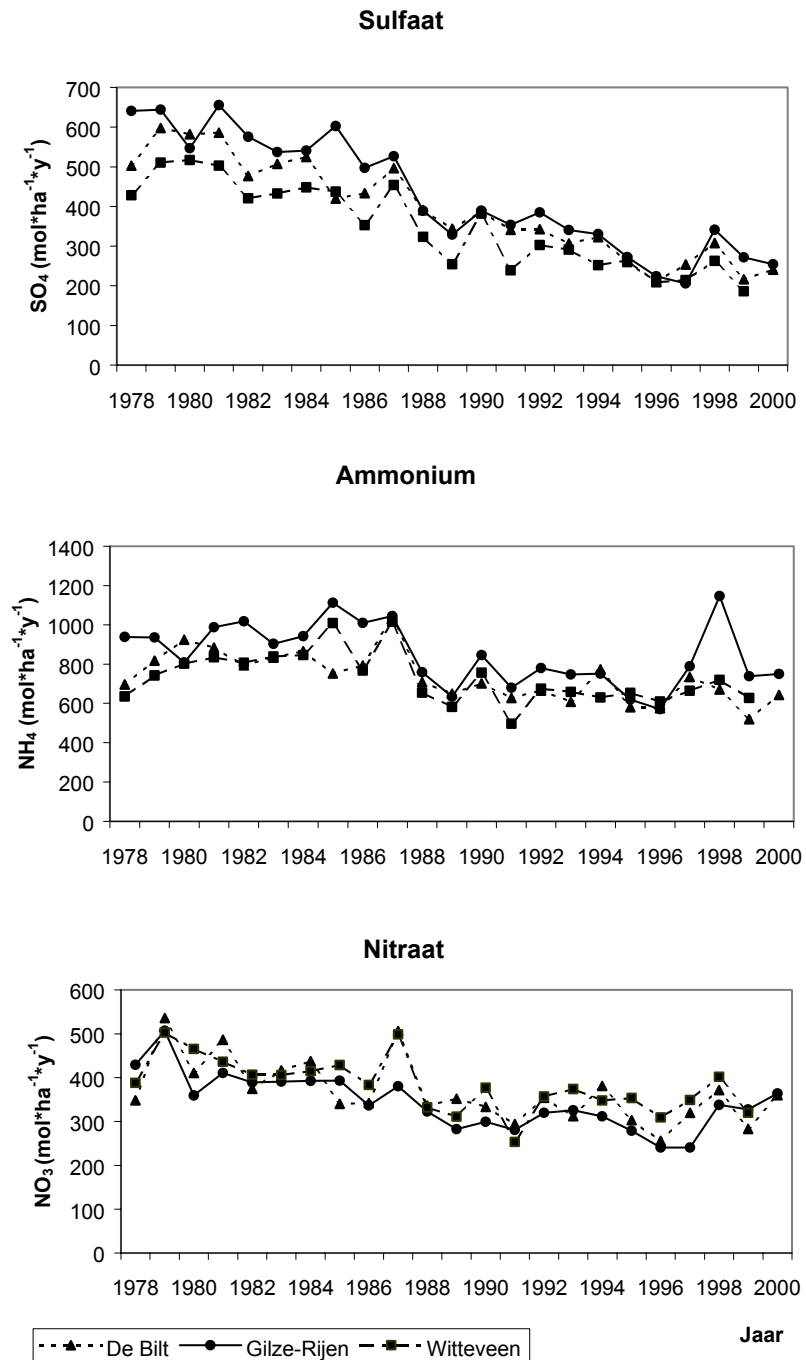 Sulfaat
700
600
500
400
300
200
100
0
SO₄ (mol*ha⁻¹*y⁻¹)
1978 1980 1982 1984 1986 1988 1990 1992 1994 1996 1998 2000
Ammonium
1400
1200
1000
800
600
400
200
0
NH₄ (mol*ha⁻¹*y⁻¹)
1978 1980 1982 1984 1986 1988 1990 1992 1994 1996 1998 2000
Nitraat
600
500
400
300
200
100
0
NO₃ (mol*ha⁻¹*y⁻¹)
1978 1980 1982 1984 1986 1988 1990 1992 1994 1996 1998 2000
Jaar
De Bilt Gilze-Rijen Witteveen